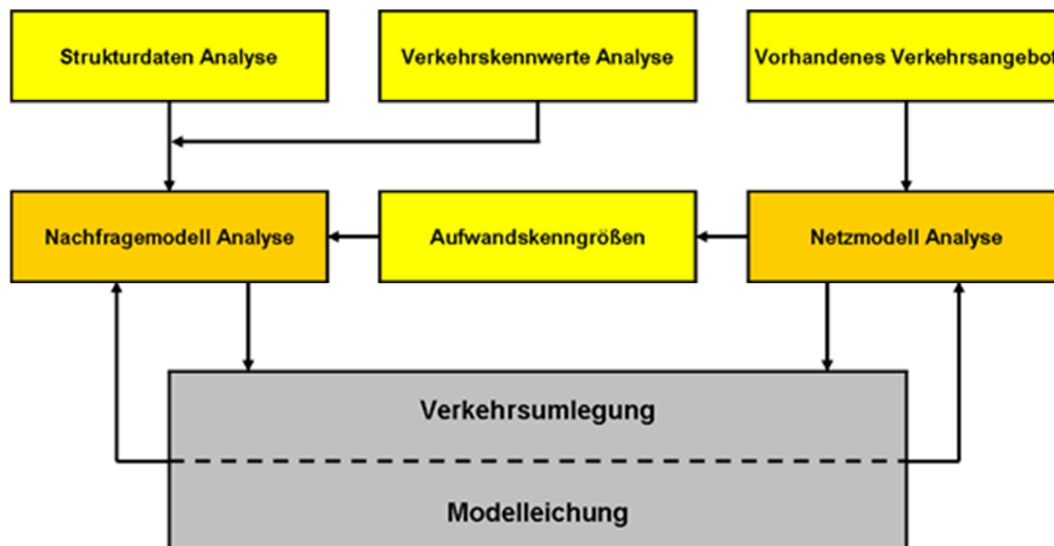 Strukturdaten Analyse
Verkehrskennwerte Analyse
Vorhandenes Verkehrsangebot
Nachfragemodell Analyse
Aufwandskenngrößen
Netzmodell Analyse
Verkehrsumlegung
Modelleichung